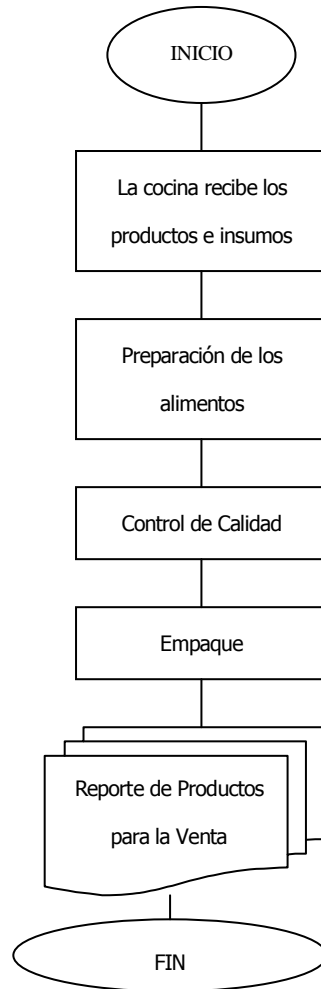 INICIO
La cocina recibe los
productos e insumos
Preparación de los
alimentos
Control de Calidad
Empaque
Reporte de Productos
para la Venta
FIN